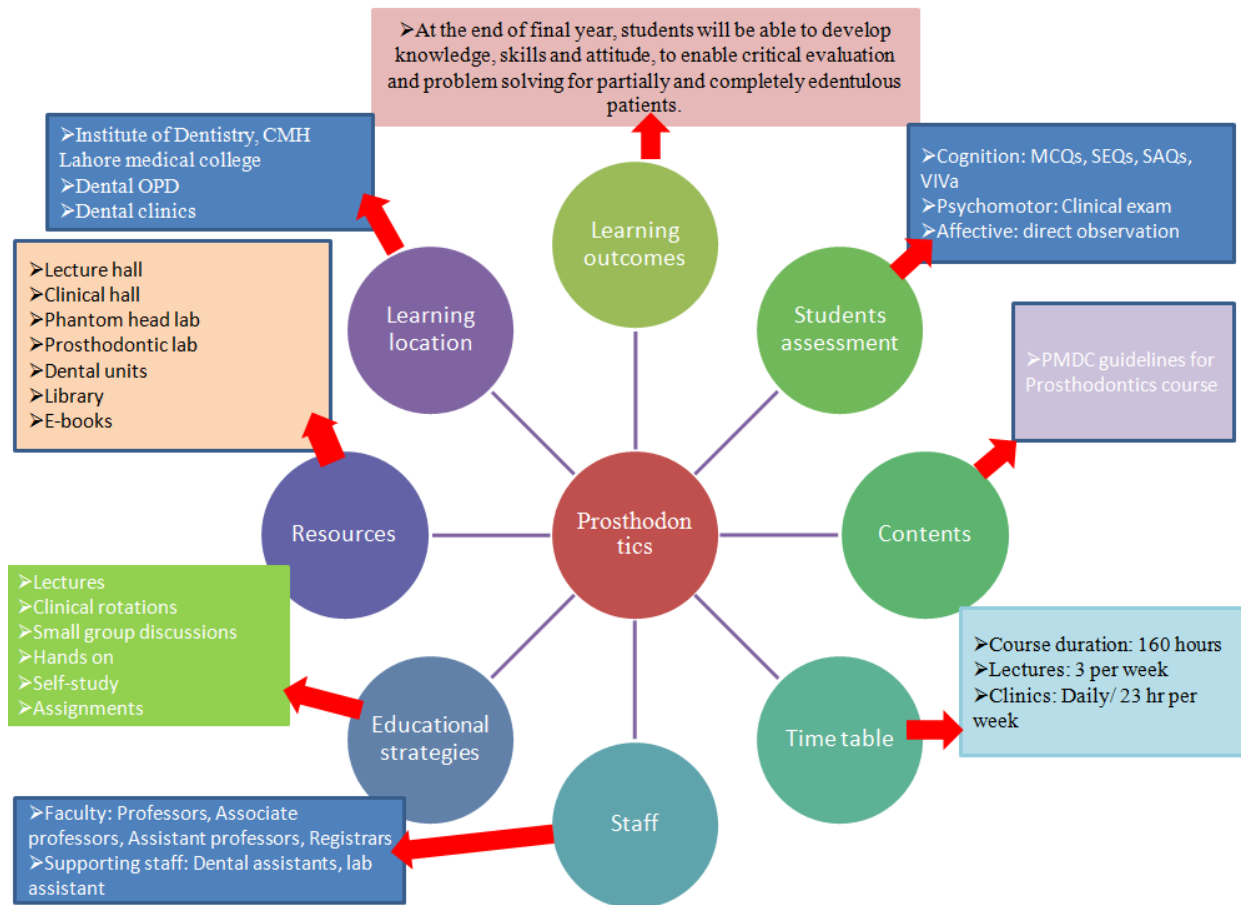 ➢At the end of final year, students will be able to develop
knowledge, skills and attitude, to enable critical evaluation
and problem solving for partially and completely edentulous
patients.
➢Institute of Dentistry, CMH
Lahore medical college
➢Dental OPD
➢Dental clinics
➢Cognition: MCQs, SEQs, SAQs,
VIVa
➢Psychomotor: Clinical exam
➢Affective: direct observation
Learning
outcomes
➢Lecture hall
➢Clinical hall
➢Phantom head lab
➢Prosthodontic lab
➢Dental units
➢Library
➢E-books
Learning
location
Students
assessment
➢PMDC guidelines for
Prosthodontics course
Resources
Prosthodon
tics
Contents
➢Lectures
➢Clinical rotations
➢Small group discussions
➢Hands on
➢Self-study
➢Assignments
➢Course duration: 160 hours
➢Lectures: 3 per week
➢Clinics: Daily/ 23 hr per
week
Educational
strategies
Time table
Staff
➢Faculty: Professors, Associate
professors, Assistant professors, Registrars
➢Supporting staff: Dental assistants, lab
assistant